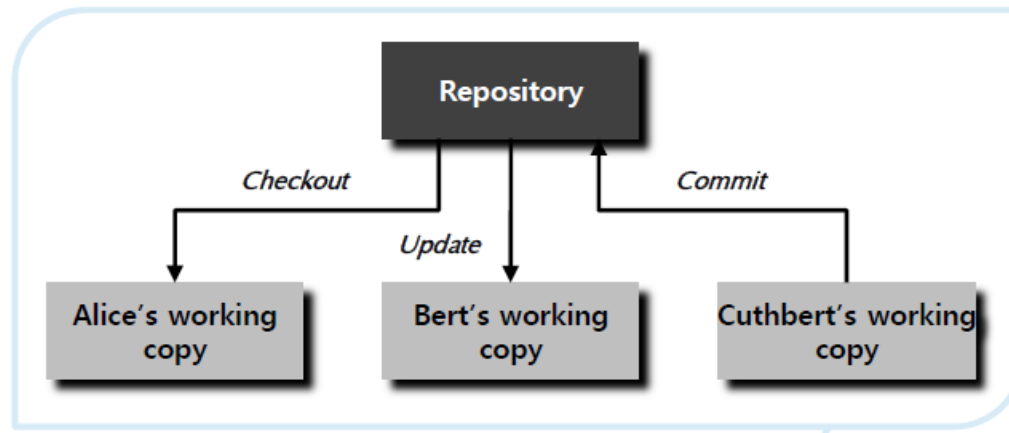 Repository
Checkout
Commit
Update
Alice's working
copy
Bert's working
copy
Cuthbert's working
copy